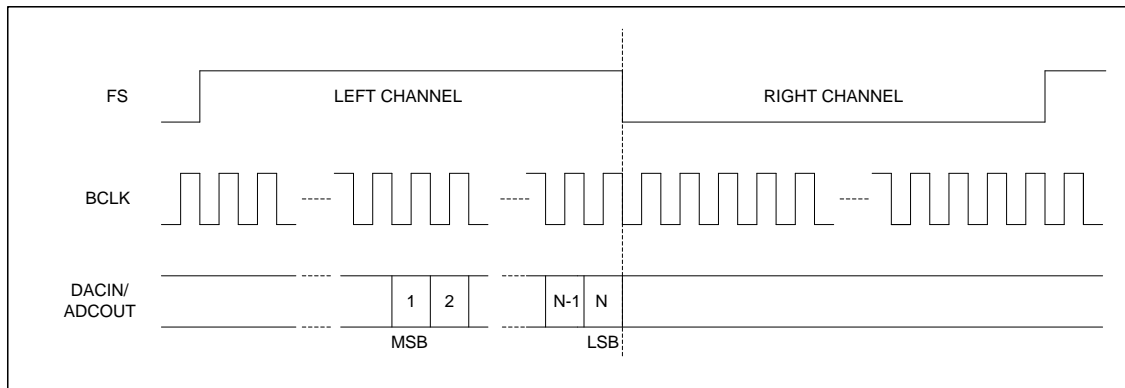 FS
LEFT CHANNEL
RIGHT CHANNEL
BCLK
DACIN/
ADCOUT
1
2
N-1
N
MSB
LSB